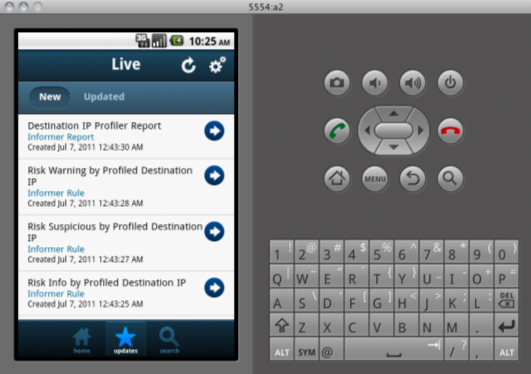 5554:a2
3G
10:25 AM
Live
New Updated
Destination IP Profiler Report
Informer Report
Created Jul 7, 2011 12:43:30 AM
Risk Warning by Profiled Destination
IP
Informer Rule
Created Jul 7, 2011 12:43:28 AM
Risk Suspicious by Profiled Destination
IP
Informer Rule
Created Jul 7, 2011 12:43:27 AM
Risk Info by Profiled Destination IP
Informer Rule
Created Jul 7, 2011 12:43:25 AM
home updates search
MENU
1 ! 2 @ 3 # 4 $ 5 % 6 ^ 7 & 8 * 9 ( 0 )
Q W ~ E R T { Y } U _ I - O + P =
A S \ D F [ G ] H < J > K ; L : DEL
Z X C V B N M .
ALT SYM @ / ? , ALT